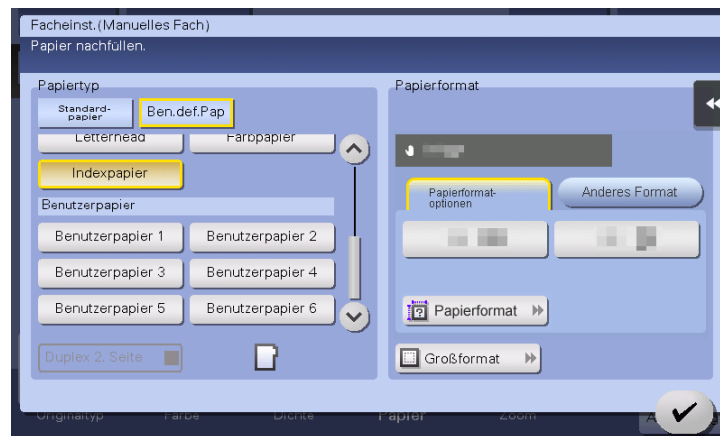 Facheinst.(Manuelles Fach)
Papier nachfüllen.
Papiertyp
Standard-
papier
Ben.def.Pap
Letterhead
Farbpapier
Indexpapier
Benutzerpapier
Benutzerpapier 1
Benutzerpapier 2
Benutzerpapier 3
Benutzerpapier 4
Benutzerpapier 5
Benutzerpapier 6
Duplex 2. Seite
Papierformat
Papierformat-
optionen
Anderes Format
Papierformat
Großformat
Originaltyp
Farbe
Dichte
Papier
Zoom